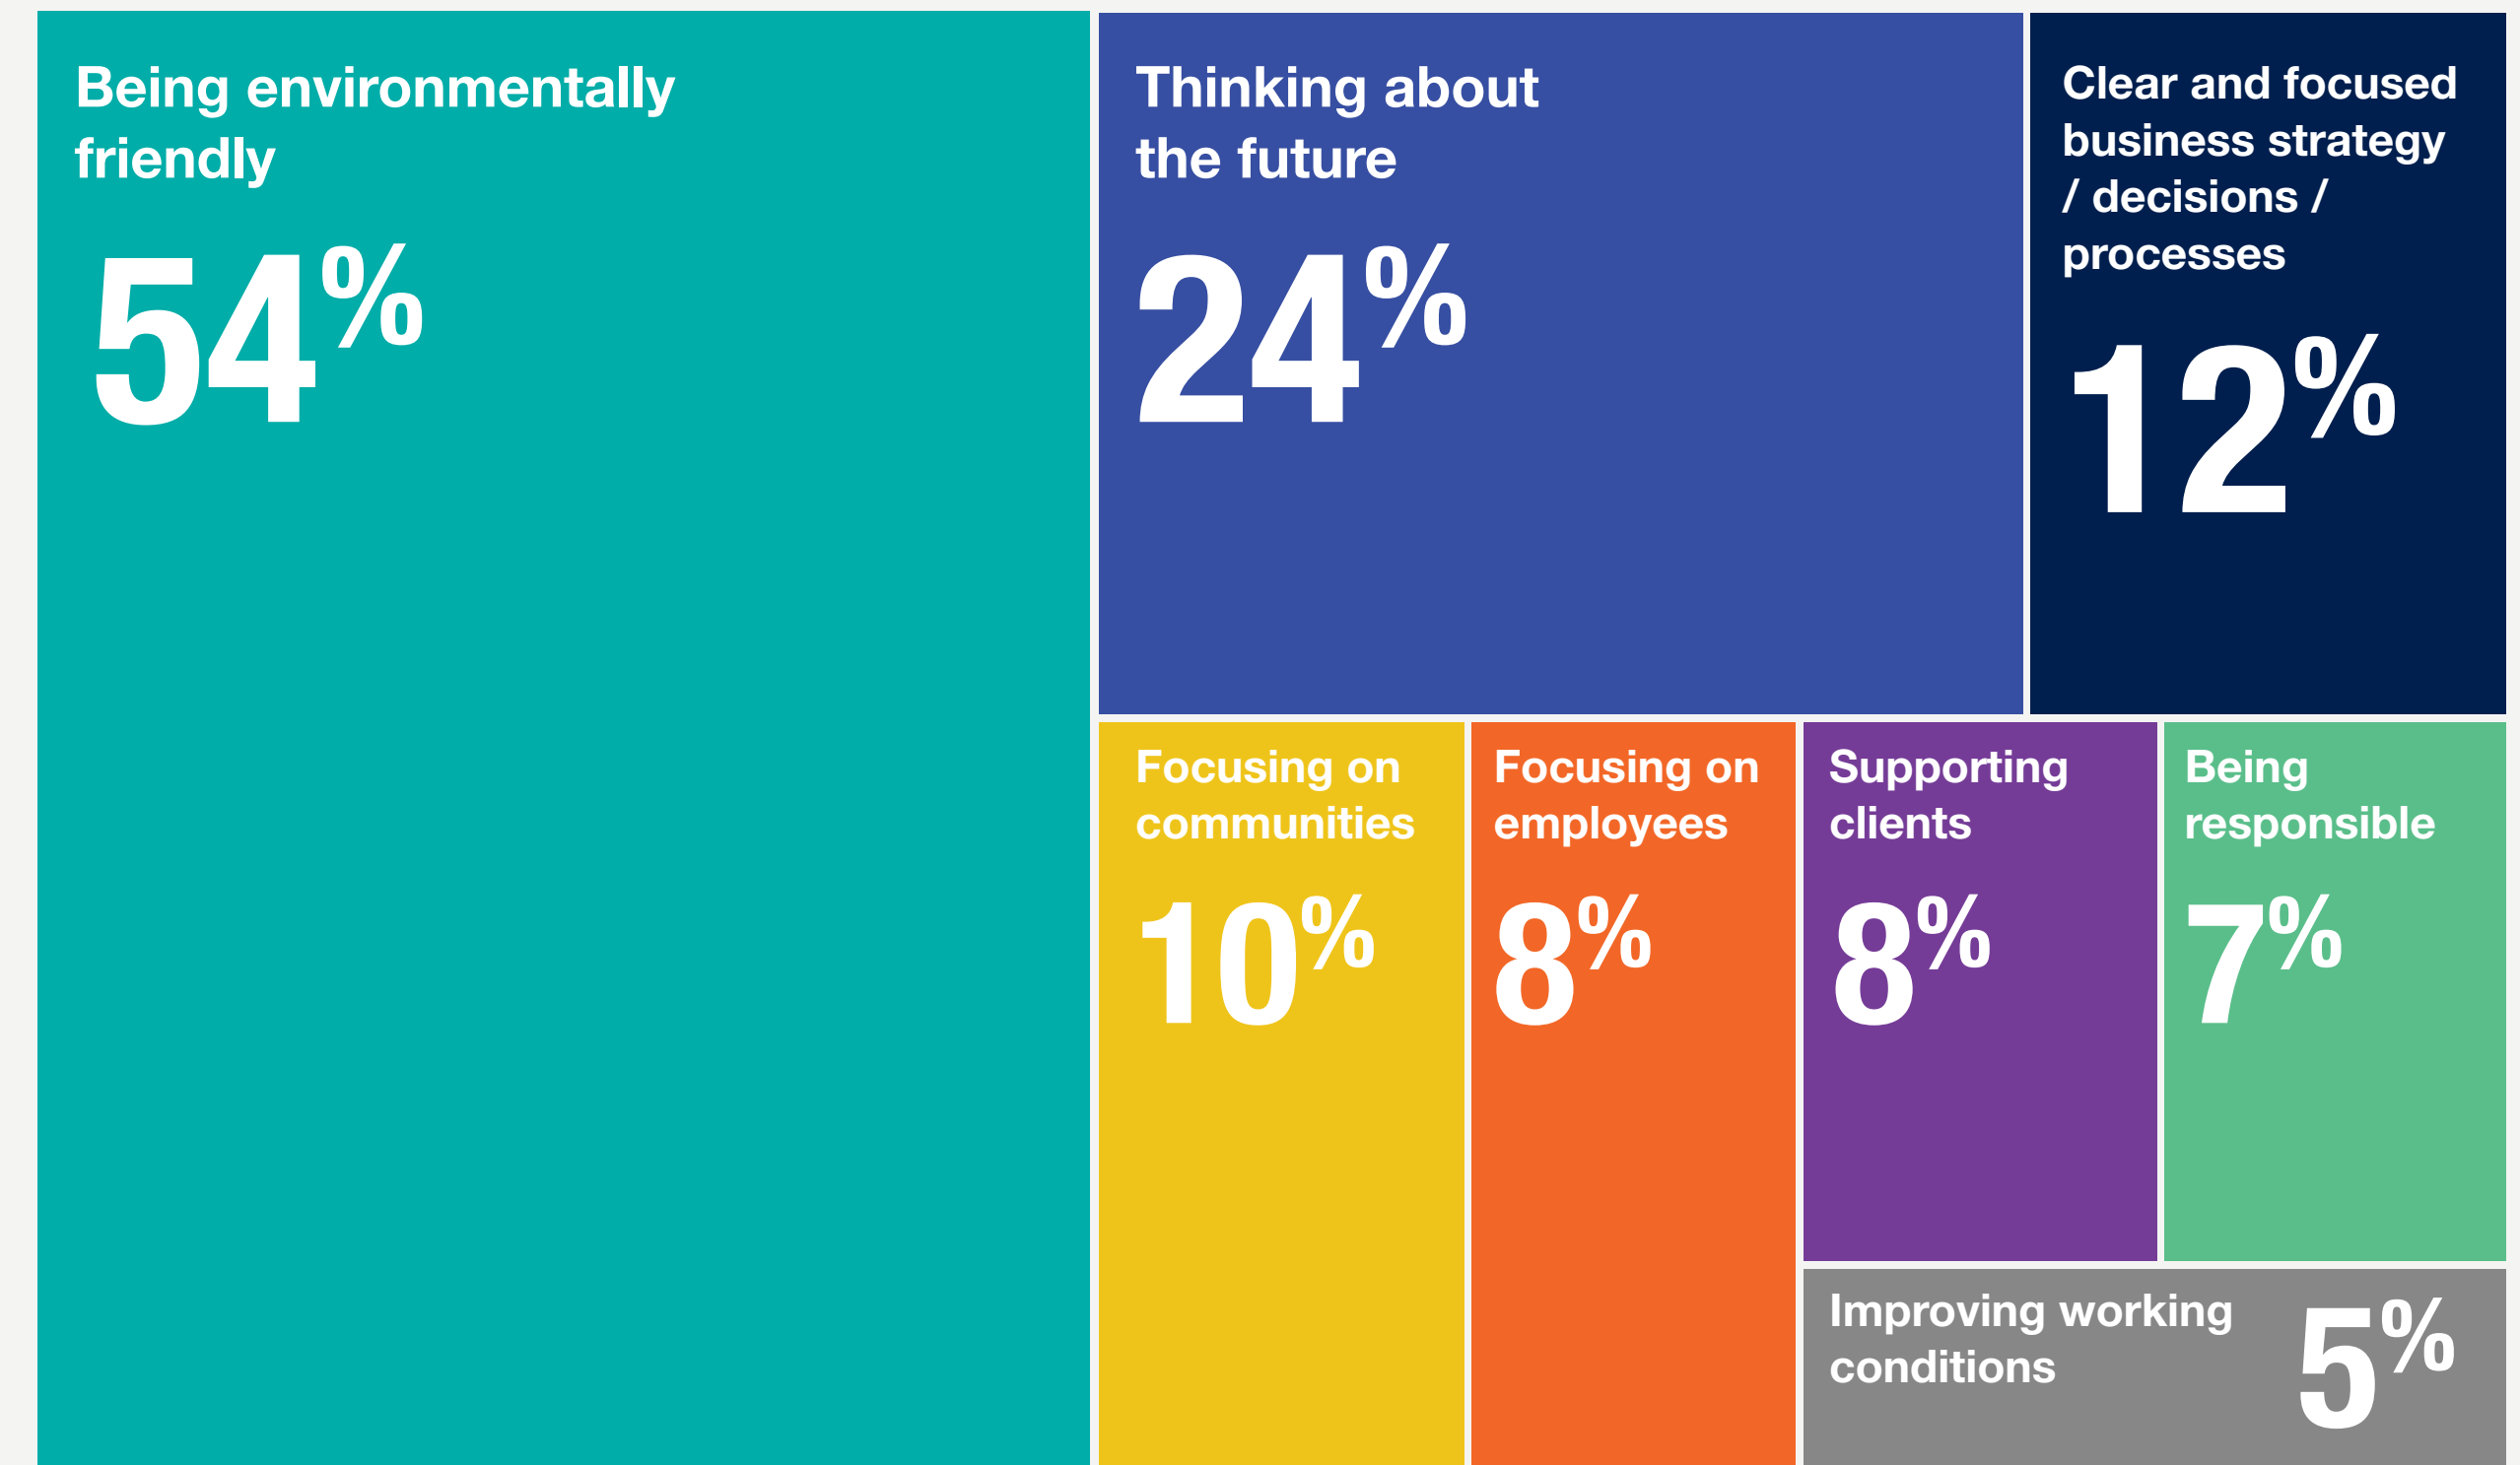 Being environmentally
friendly
54%
Thinking about
the future
24%
Clear and focused
business strategy
/ decisions /
processes
12%
Focusing on
communities
10%
Focusing on
employees
8%
Supporting
clients
8%
Being
responsible
7%
Improving working
conditions
5%